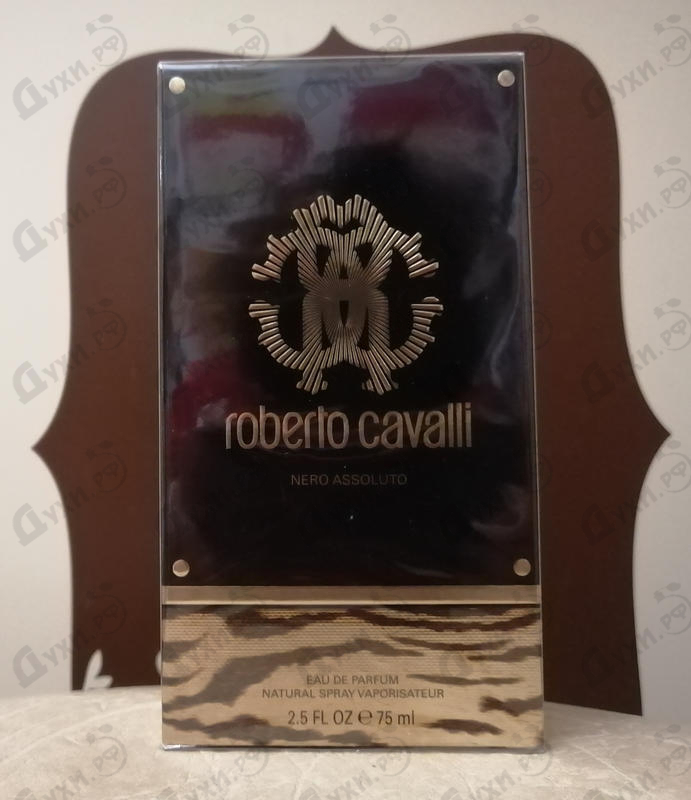 roberto cavalli
NERO ASSOLUTO
EAU DE PARFUM
NATURAL SPRAY VAPORISATEUR
2.5 FL OZ ℮ 75 ml
Духи.рф